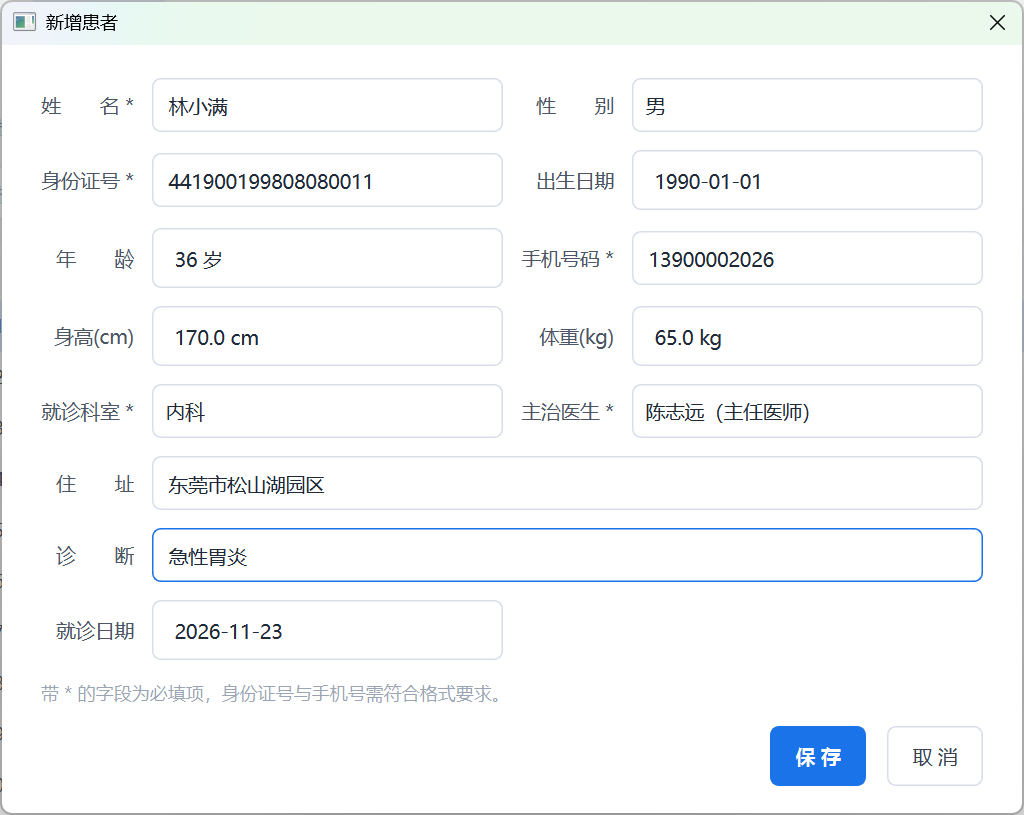 新增患者
姓 名 * 林小满 性 别 男
身份证号 * 441900199808080011 出生日期 1990-01-01
年 龄 36 岁 手机号码 * 13900002026
身高(cm) 170.0 cm 体重(kg) 65.0 kg
就诊科室 * 内科 主治医生 * 陈志远（主任医师）
住 址 东莞市松山湖园区
诊 断 急性胃炎
就诊日期 2026-11-23
带 * 的字段为必填项，身份证号与手机号需符合格式要求。
保存 取消